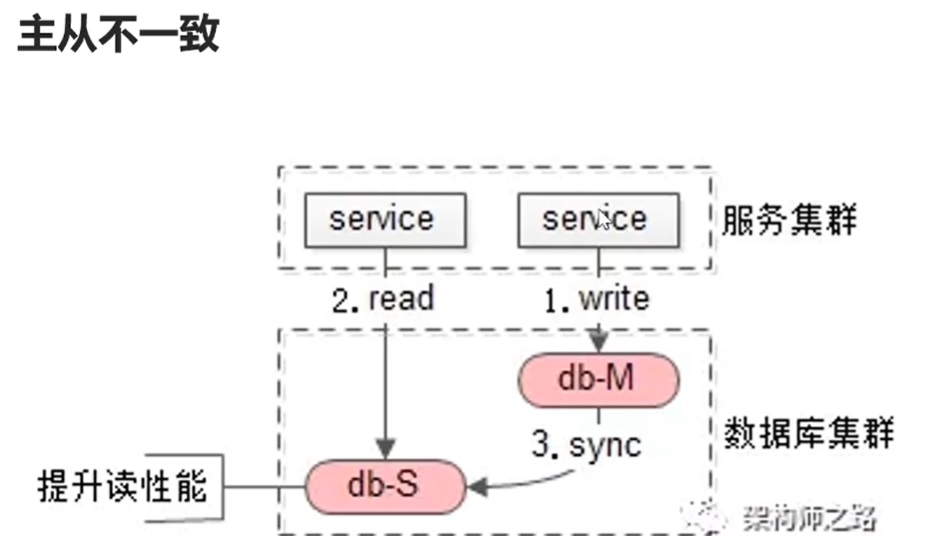 主从不一致
service
service
服务集群
2. read
1. write
db-M
3. sync
数据库集群
提升读性能
db-S
架构师之路